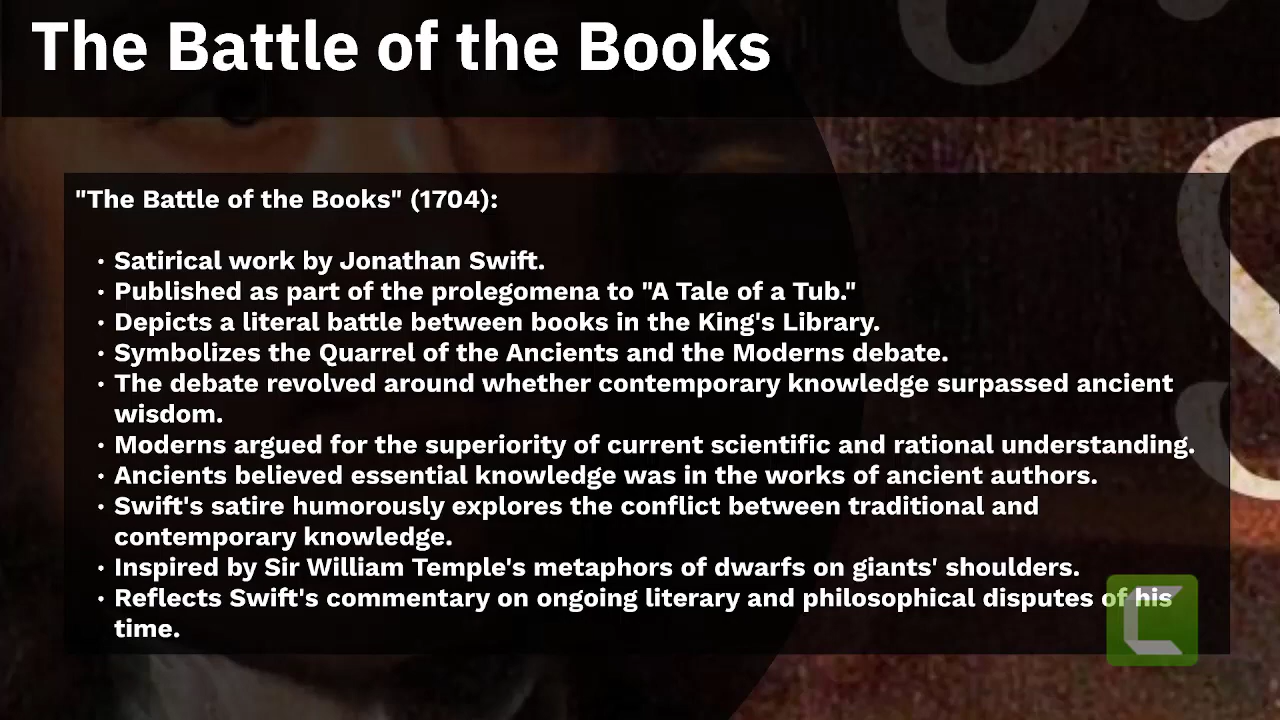 The Battle of the Books
"The Battle of the Books" (1704):
• Satirical work by Jonathan Swift.
• Published as part of the prolegomena to "A Tale of a Tub."
• Depicts a literal battle between books in the King's Library.
• Symbolizes the Quarrel of the Ancients and the Moderns debate.
• The debate revolved around whether contemporary knowledge surpassed ancient
wisdom.
• Moderns argued for the superiority of current scientific and rational understanding.
• Ancients believed essential knowledge was in the works of ancient authors.
• Swift's satire humorously explores the conflict between traditional and
contemporary knowledge.
• Inspired by Sir William Temple's metaphors of dwarfs on giants' shoulders.
• Reflects Swift's commentary on ongoing literary and philosophical disputes of his
time.